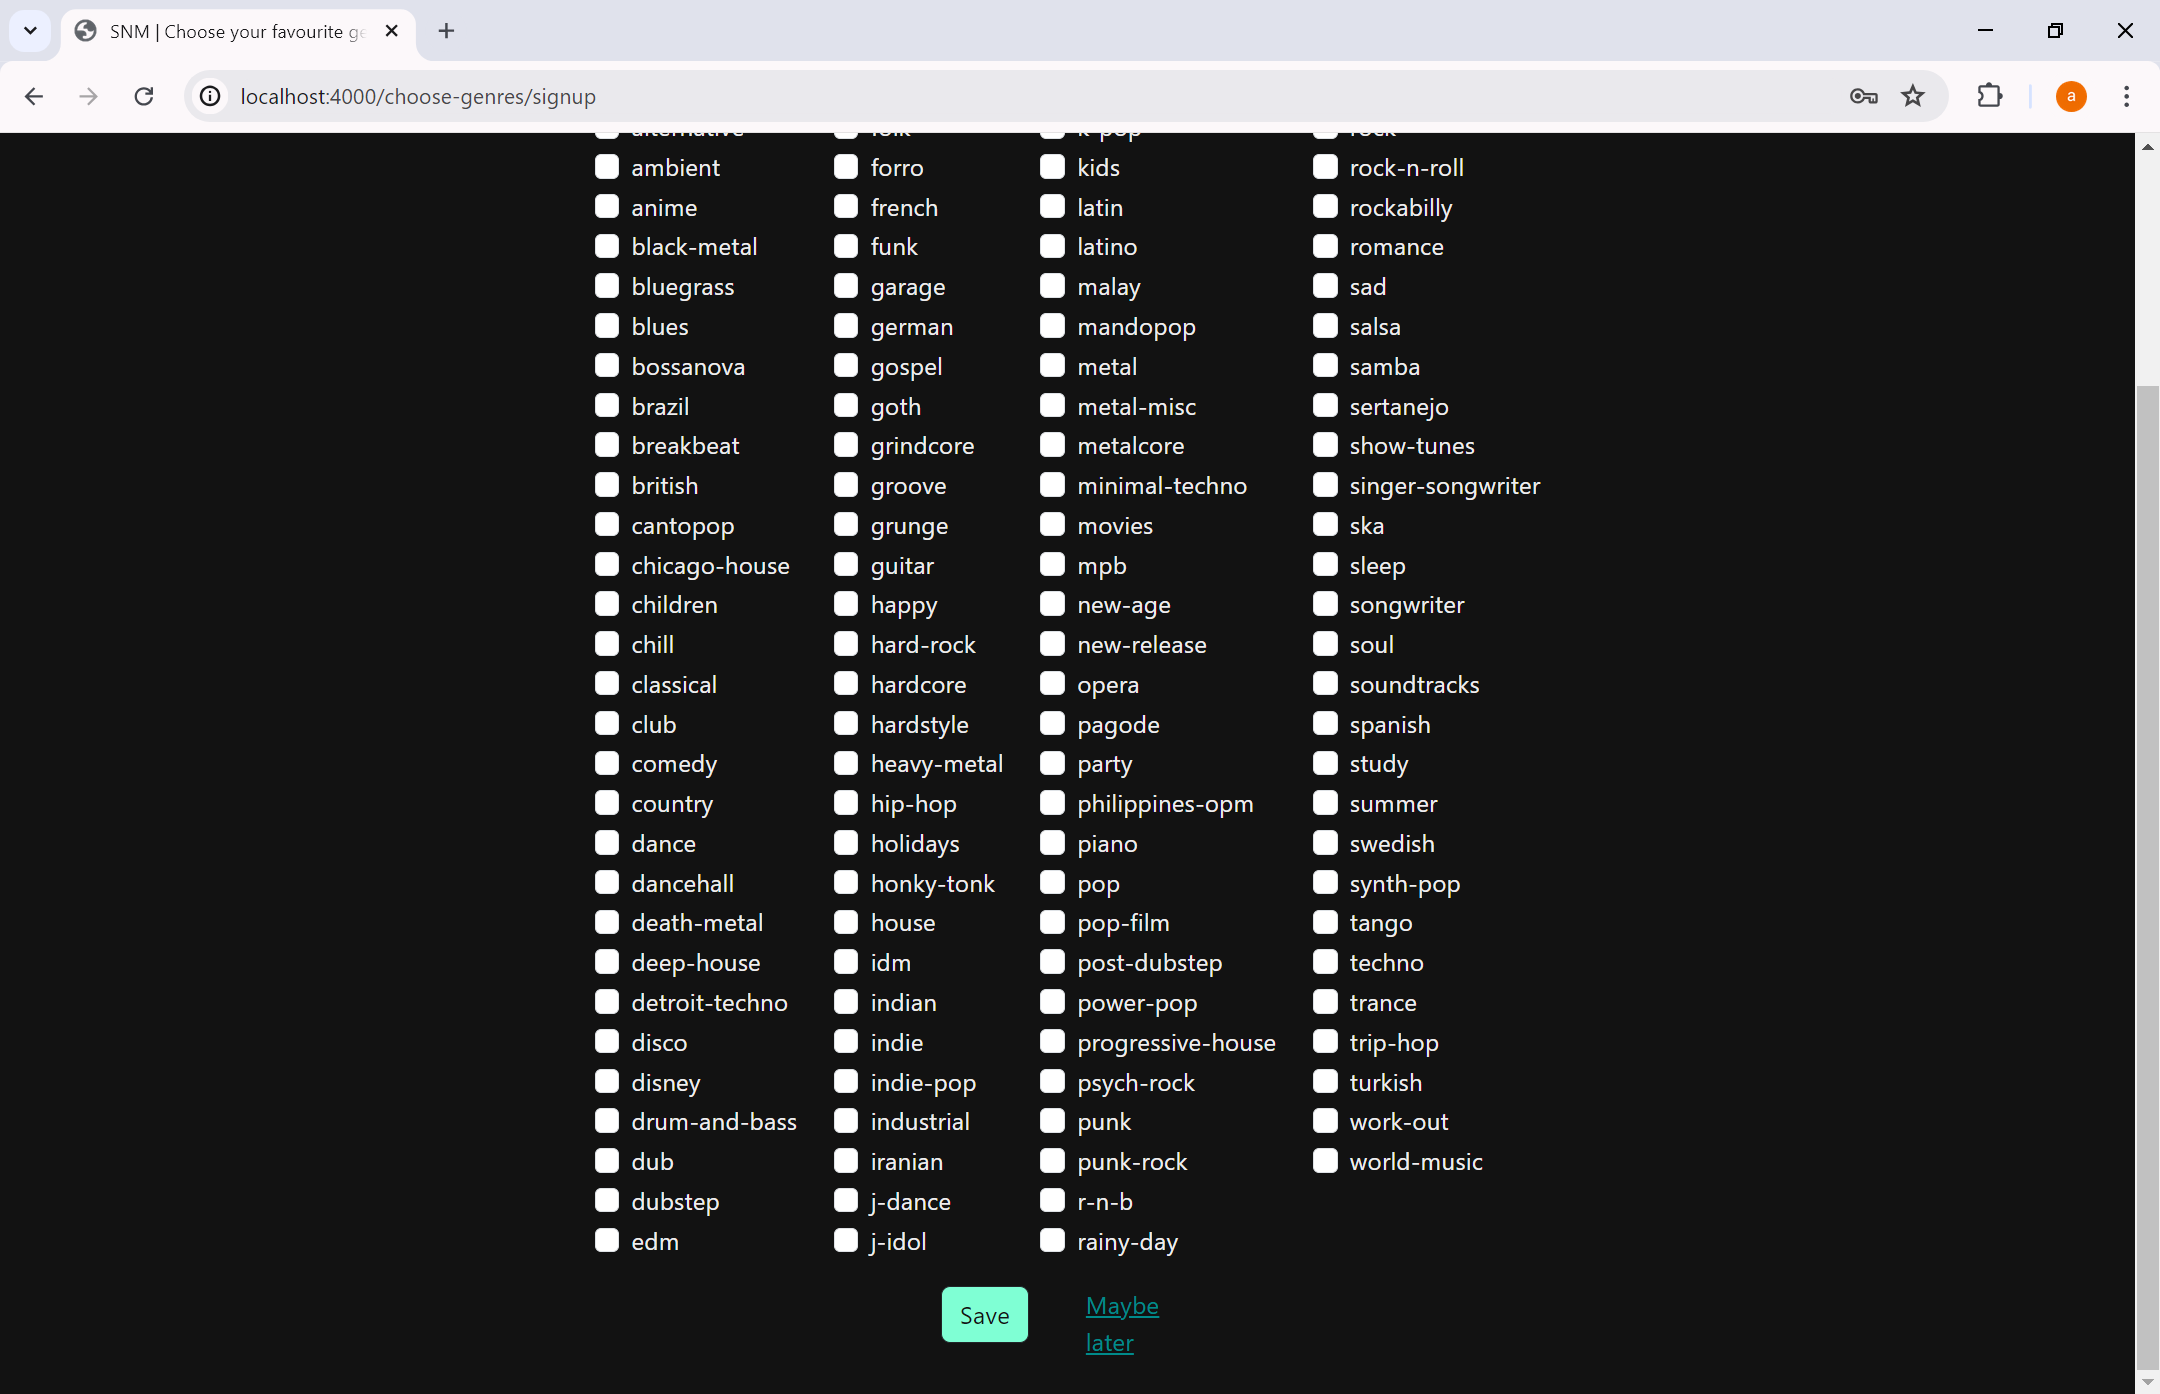 SNM | Choose your favourite ge
localhost:4000/choose-genres/signup
a
alternative
ambient
anime
black-metal
bluegrass
blues
bossanova
brazil
breakbeat
british
cantopop
chicago-house
children
chill
classical
club
comedy
country
dance
dancehall
death-metal
deep-house
detroit-techno
disco
disney
drum-and-bass
dub
dubstep
edm
folk
forro
french
funk
garage
german
gospel
goth
grindcore
groove
grunge
guitar
happy
hard-rock
hardcore
hardstyle
heavy-metal
hip-hop
holidays
honky-tonk
house
idm
indian
indie
indie-pop
industrial
iranian
j-dance
j-idol
k-pop
kids
latin
latino
malay
mandopop
metal
metal-misc
metalcore
minimal-techno
movies
mpb
new-age
new-release
opera
pagode
party
philippines-opm
piano
pop
pop-film
post-dubstep
power-pop
progressive-house
psych-rock
punk
punk-rock
r-n-b
rainy-day
rock
rock-n-roll
rockabilly
romance
sad
salsa
samba
sertanejo
show-tunes
singer-songwriter
ska
sleep
songwriter
soul
soundtracks
spanish
study
summer
swedish
synth-pop
tango
techno
trance
trip-hop
turkish
work-out
world-music
Save
Maybe
later